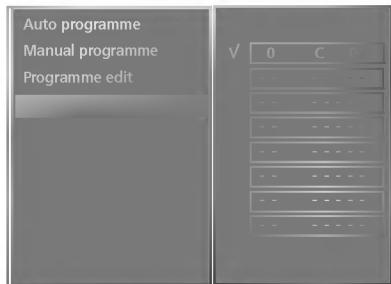 Auto programme
Manual programme
Programme edit
√ 0 C
-- -----
-- -----
-- -----
-- -----
-- -----
-- -----
-- -----